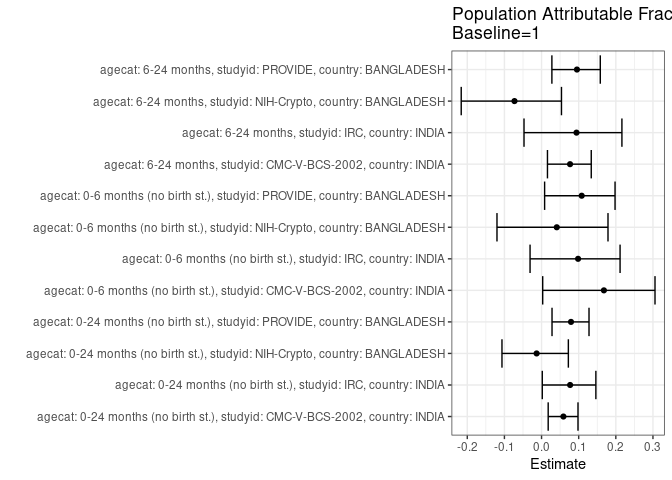 Population Attributable Frac
Baseline=1
agecat: 6-24 months, studyid: PROVIDE, country: BANGLADESH
agecat: 6-24 months, studyid: NIH-Crypto, country: BANGLADESH
agecat: 6-24 months, studyid: IRC, country: INDIA
agecat: 6-24 months, studyid: CMC-V-BCS-2002, country: INDIA
agecat: 0-6 months (no birth st.), studyid: PROVIDE, country: BANGLADESH
agecat: 0-6 months (no birth st.), studyid: NIH-Crypto, country: BANGLADESH
agecat: 0-6 months (no birth st.), studyid: IRC, country: INDIA
agecat: 0-6 months (no birth st.), studyid: CMC-V-BCS-2002, country: INDIA
agecat: 0-24 months (no birth st.), studyid: PROVIDE, country: BANGLADESH
agecat: 0-24 months (no birth st.), studyid: NIH-Crypto, country: BANGLADESH
agecat: 0-24 months (no birth st.), studyid: IRC, country: INDIA
agecat: 0-24 months (no birth st.), studyid: CMC-V-BCS-2002, country: INDIA
-0.2 -0.1 0.0 0.1 0.2 0.3
Estimate